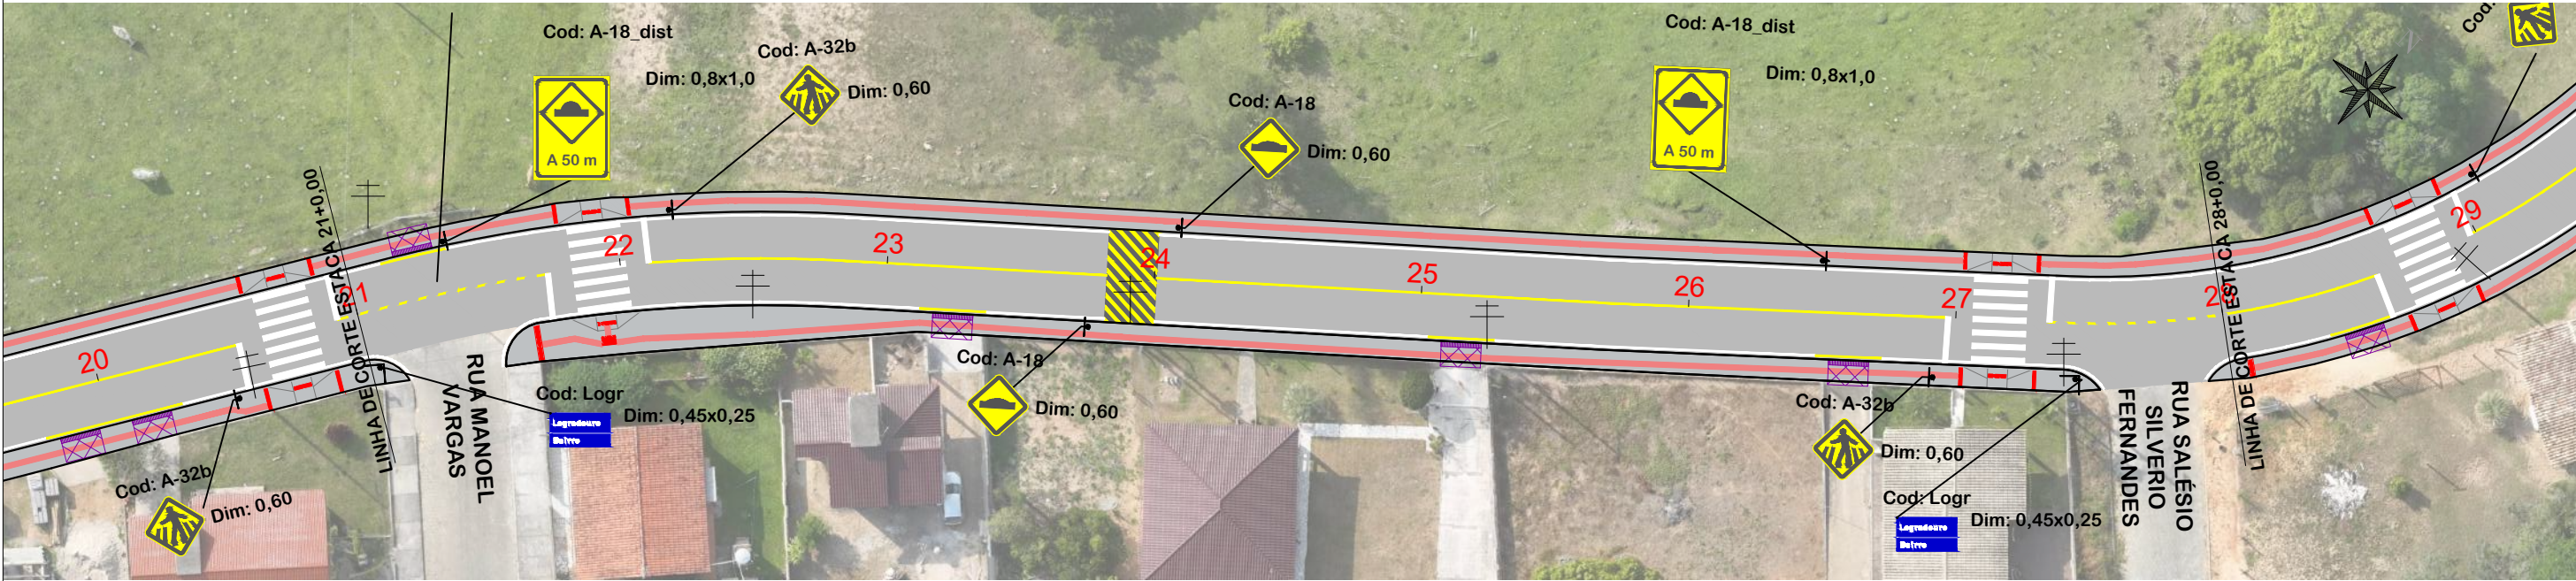 Cod: A-18_dist
Dim: 0,8x1,0
A 50 m
Cod: A-32b
Dim: 0,60
Cod: A-18
Dim: 0,60
Cod: A-18_dist
Dim: 0,8x1,0
A 50 m
Cod:
LINHA DE CORTE ESTACA 21+0,00
LINHA DE CORTE ESTACA 28+0,00
20
21
22
23
24
25
26
27
28
29
RUA MANOEL
VARGAS
Cod: Logr
Dim: 0,45x0,25
Logradouro
Bairro
Cod: A-18
Dim: 0,60
Cod: A-32b
Dim: 0,60
Cod: Logr
Dim: 0,45x0,25
Logradouro
Bairro
RUA SALÉSIO
SILVERIO
FERNANDES
Cod: A-32b
Dim: 0,60